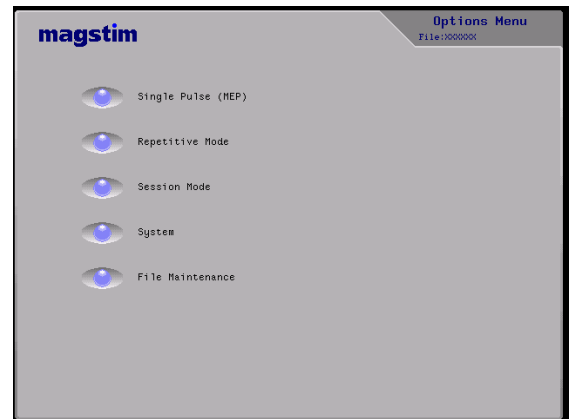 magstim
Options Menu
File:XXXXXX
Single Pulse (MEP)
Repetitive Mode
Session Mode
System
File Maintenance